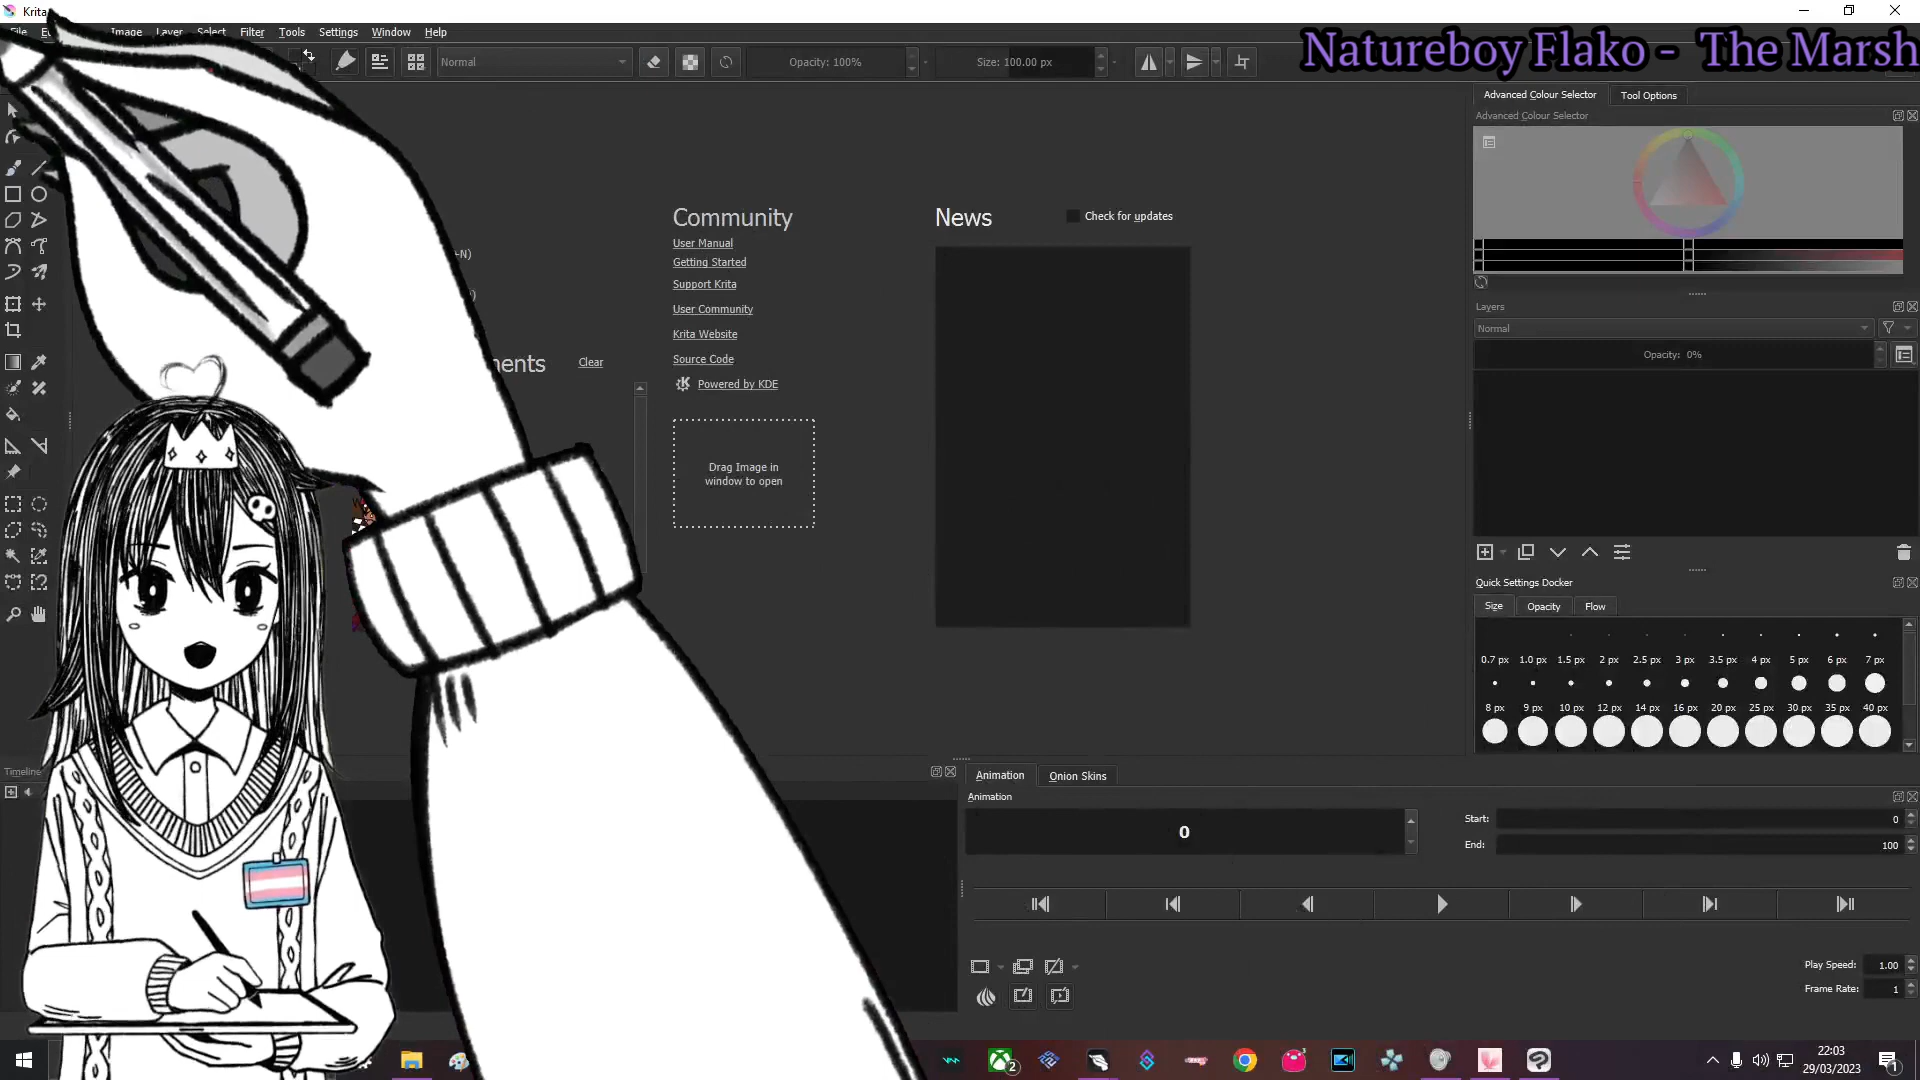 Krita
File
Image Layer Select Filter Tools Settings Window Help
Natureboy Flako - The Marsh
Normal
Opacity: 100%
Size: 100.00 px
Advanced Colour Selector
Tool Options
Advanced Colour Selector
Community
News
Check for updates
User Manual
Getting Started
Support Krita
User Community
Krita Website
Source Code
Powered by KDE
Clear
Drag Image in
window to open
Layers
Normal
Opacity: 0%
Quick Settings Docker
Size Opacity Flow
0.7 px 1.0 px 1.5 px 2 px 2.5 px 3 px 3.5 px 4 px 5 px 6 px 7 px
8 px 9 px 10 px 12 px 14 px 16 px 20 px 25 px 30 px 35 px 40 px
Timeline
Animation Onion Skins
Animation
0
Start: 0
End: 100
Play Speed: 1.00
Frame Rate: 1
2
22:03
29/03/2023
1